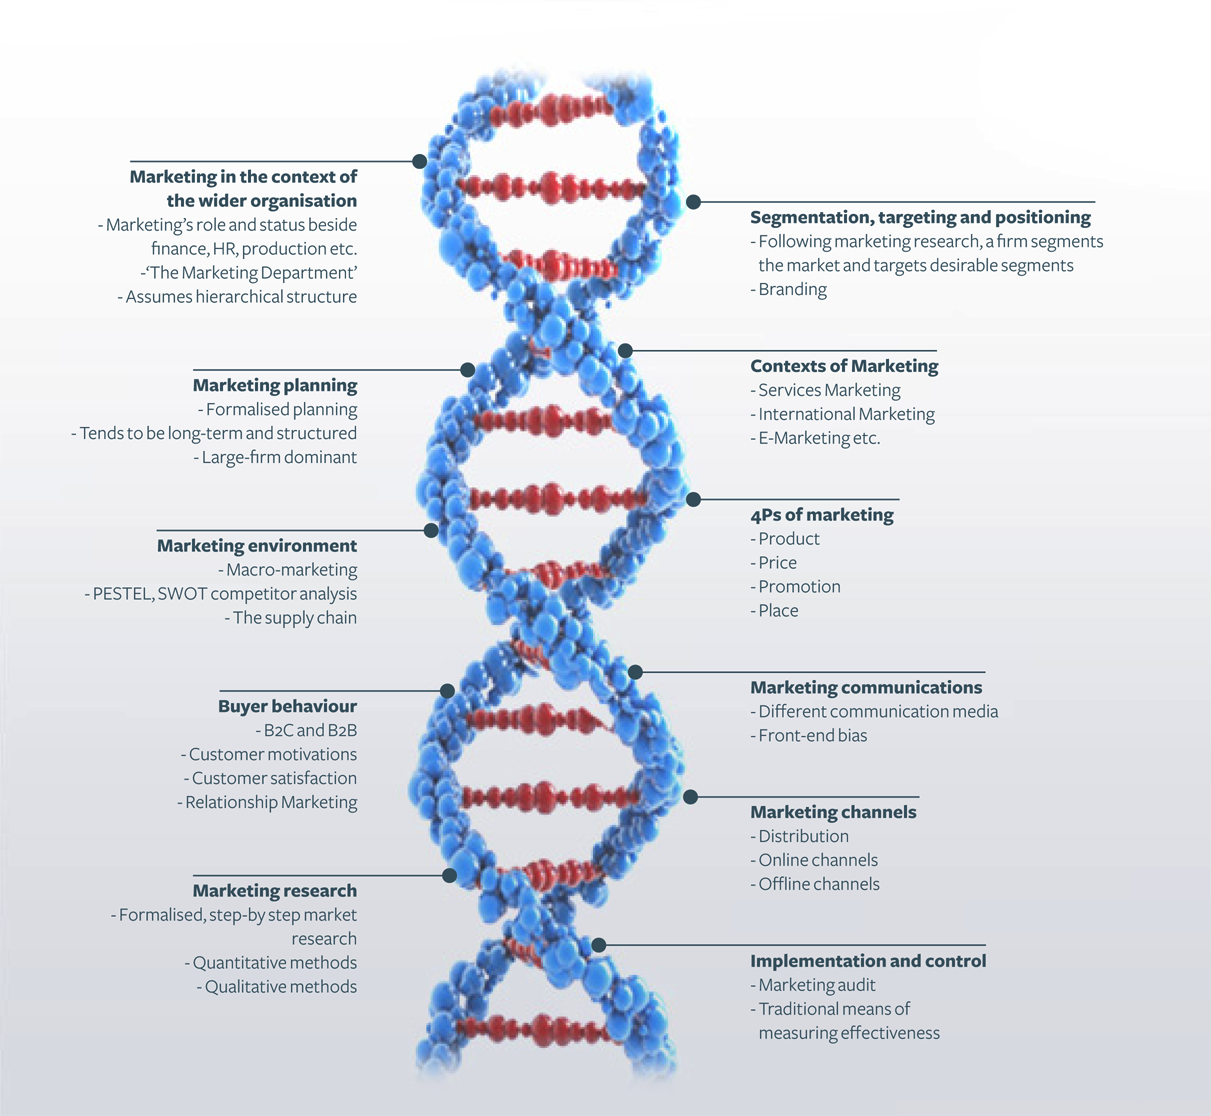 Marketing in the context of
the wider organisation
- Marketing’s role and status beside
finance, HR, production etc.
-‘The Marketing Department’
- Assumes hierarchical structure
Marketing planning
- Formalised planning
- Tends to be long-term and structured
- Large-firm dominant
Marketing environment
- Macro-marketing
- PESTEL, SWOT competitor analysis
- The supply chain
Buyer behaviour
- B2C and B2B
- Customer motivations
- Customer satisfaction
- Relationship Marketing
Marketing research
- Formalised, step-by step market
research
- Quantitative methods
- Qualitative methods
Segmentation, targeting and positioning
- Following marketing research, a firm segments
the market and targets desirable segments
- Branding
Contexts of Marketing
- Services Marketing
- International Marketing
- E-Marketing etc.
4Ps of marketing
- Product
- Price
- Promotion
- Place
Marketing communications
- Different communication media
- Front-end bias
Marketing channels
- Distribution
- Online channels
- Offline channels
Implementation and control
- Marketing audit
- Traditional means of
measuring effectiveness